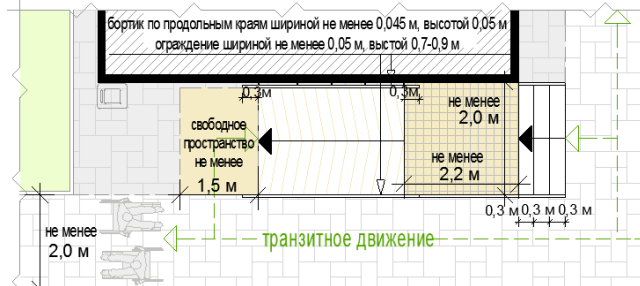 бортик по продольным краям шириной не менее 0,045 м, высотой 0,05 м
ограждение шириной не менее 0,05 м, выстой 0,7-0,9 м
0,3м
0,3м
не менее
2,0 м
свободное
пространство
не менее
1,5 м
не менее
2,2 м
0,3 м
0,3 м
0,3 м
не менее
2,0 м
транзитное движение